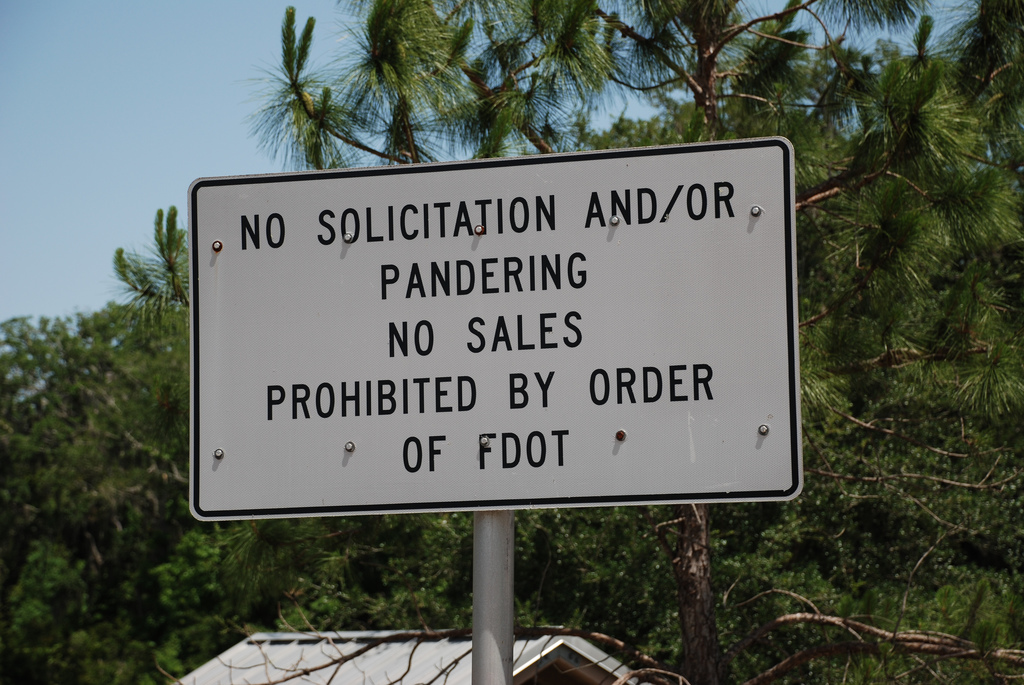 NO SOLICITATION AND/OR
PANDERING
NO SALES
PROHIBITED BY ORDER
OF FDOT